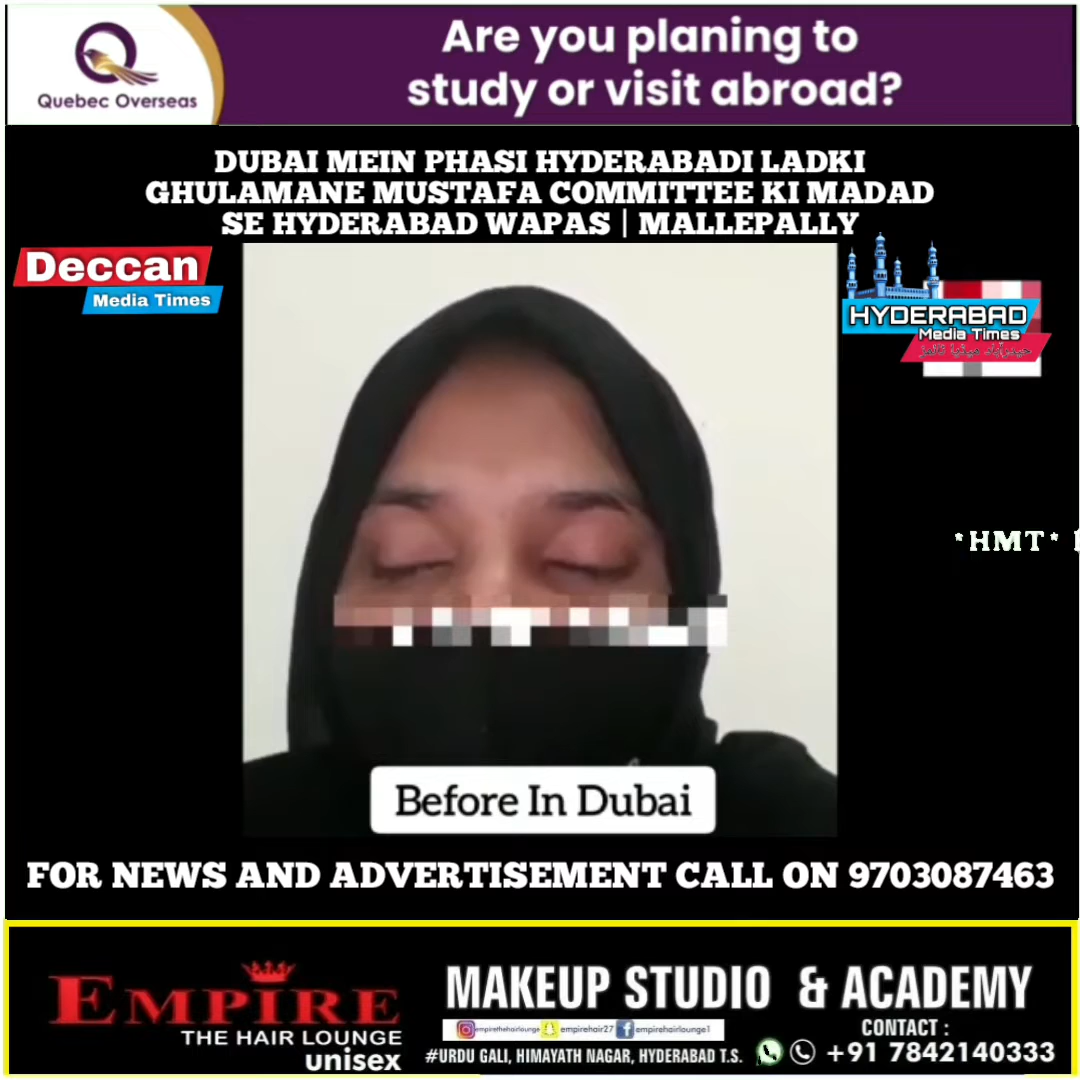 Quebec Overseas
Are you planing to
study or visit abroad?
DUBAI MEIN PHASI HYDERABADI LADKI
GHULAMANE MUSTAFA COMMITTEE KI MADAD
SE HYDERABAD WAPAS | MALLEPALLY
Deccan
Media Times
HYDERABAD
Media Times
حیدرآباد میڈیا ٹائمز
*HMT*
Before In Dubai
FOR NEWS AND ADVERTISEMENT CALL ON 9703087463
EMPIRE
THE HAIR LOUNGE
unisex
MAKEUP STUDIO & ACADEMY
empirethehairlounge empirehair27 empirehairlounge1
CONTACT :
#URDU GALI, HIMAYATH NAGAR, HYDERABAD T.S. +91 7842140333